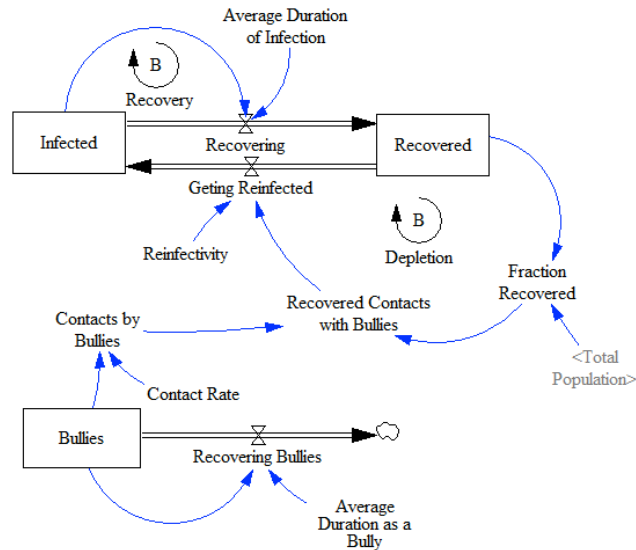 Average Duration
of Infection
B
Recovery
Infected
Recovering
Recovered
Geting Reinfected
B
Reinfectivity
Depletion
Fraction
Recovered
Recovered Contacts
with Bullies
Contacts by
Bullies
<Total
Population>
Contact Rate
Bullies
Recovering Bullies
Average
Duration as a
Bully